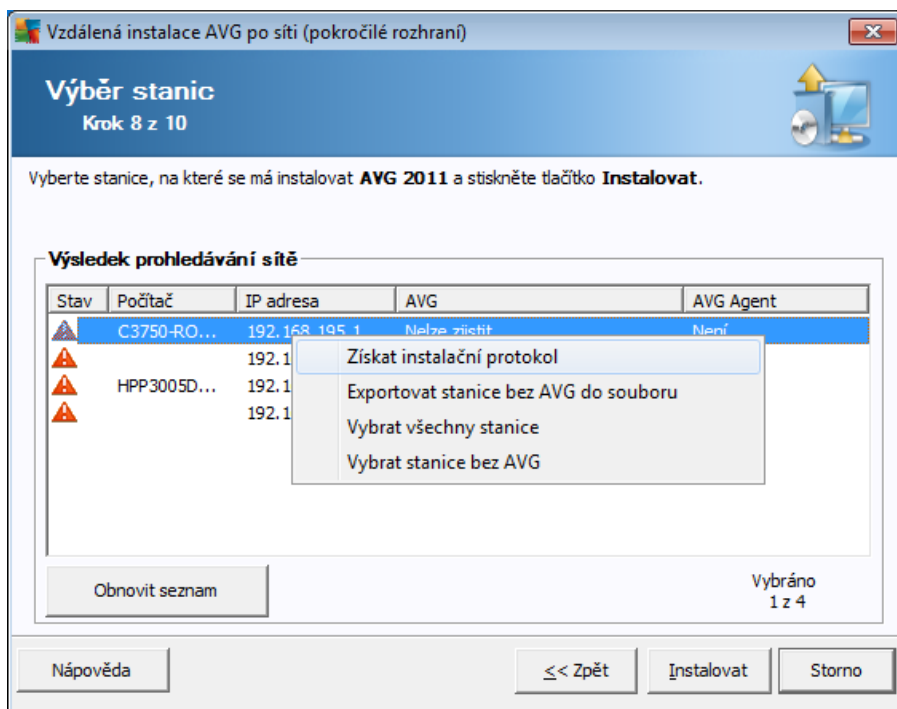 Vzdálená instalace AVG po síti (pokročilé rozhraní)
Výběr stanic
Krok 8 z 10
Vyberte stanice, na které se má instalovat AVG 2011 a stiskněte tlačítko Instalovat.
Výsledek prohledávání sítě
Stav Počítač IP adresa AVG AVG Agent
C3750-RO... 192.168.195.1 Nelze zjistit Není
192.1
HPP3005D... 192.1
192.1
Získat instalační protokol
Exportovat stanice bez AVG do souboru
Vybrat všechny stanice
Vybrat stanice bez AVG
Obnovit seznam
Vybráno
1 z 4
Nápověda << Zpět Instalovat Storno